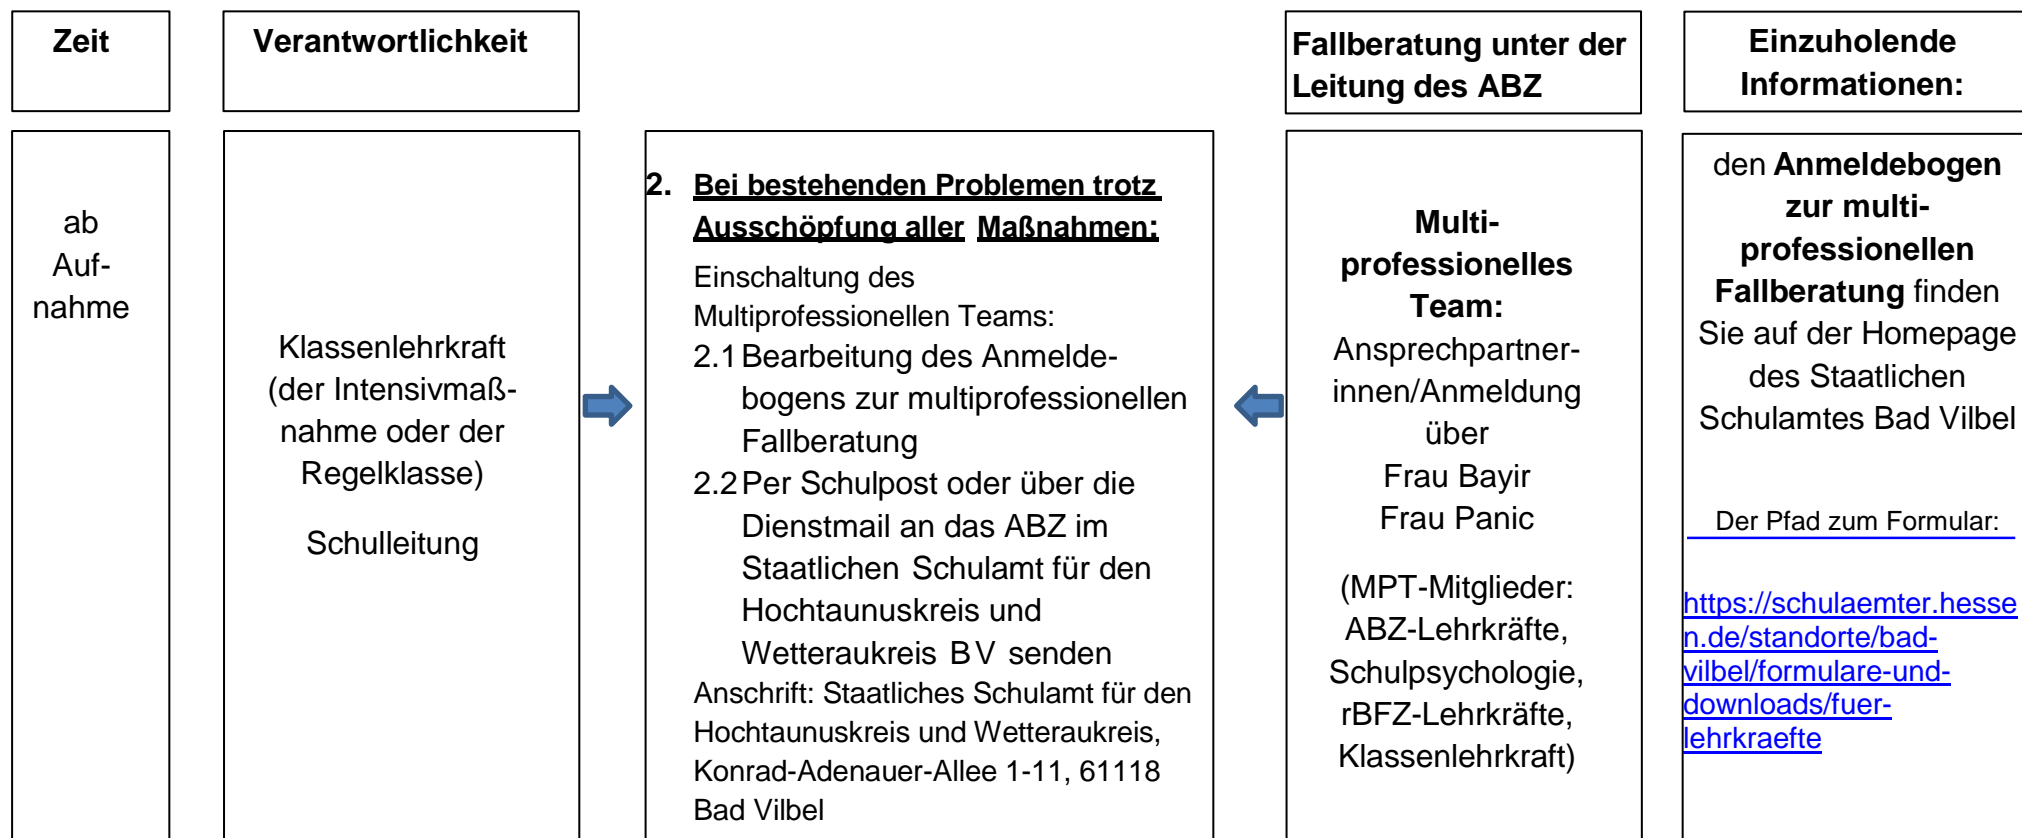 Zeit
Verantwortlichkeit
Fallberatung unter der
Leitung des ABZ
Einzuholende
Informationen:
ab
Auf-
nahme
Klassenlehrkraft
(der Intensivmaß-
nahme oder der
Regelklasse)
Schulleitung
2. Bei bestehenden Problemen trotz
Ausschöpfung aller Maßnahmen:
Einschaltung des
Multiprofessionellen Teams:
2.1 Bearbeitung des Anmelde-
bogens zur multiprofessionellen
Fallberatung
2.2 Per Schulpost oder über die
Dienstmail an das ABZ im
Staatlichen Schulamt für den
Hochtaunuskreis und
Wetteraukreis BV senden
Anschrift: Staatliches Schulamt für den
Hochtaunuskreis und Wetteraukreis,
Konrad-Adenauer-Allee 1-11, 61118
Bad Vilbel
Multi-
professionelles
Team:
Ansprechpartner-
innen/Anmeldung
über
Frau Bayir
Frau Panic
(MPT-Mitglieder:
ABZ-Lehrkräfte,
Schulpsychologie,
rBFZ-Lehrkräfte,
Klassenlehrkraft)
den Anmeldebogen
zur multi-
professionellen
Fallberatung finden
Sie auf der Homepage
des Staatlichen
Schulamtes Bad Vilbel
Der Pfad zum Formular:
https://schulaemter.hesse
n.de/standorte/bad-
vilbel/formulare-und-
downloads/fuer-
lehrkraefte